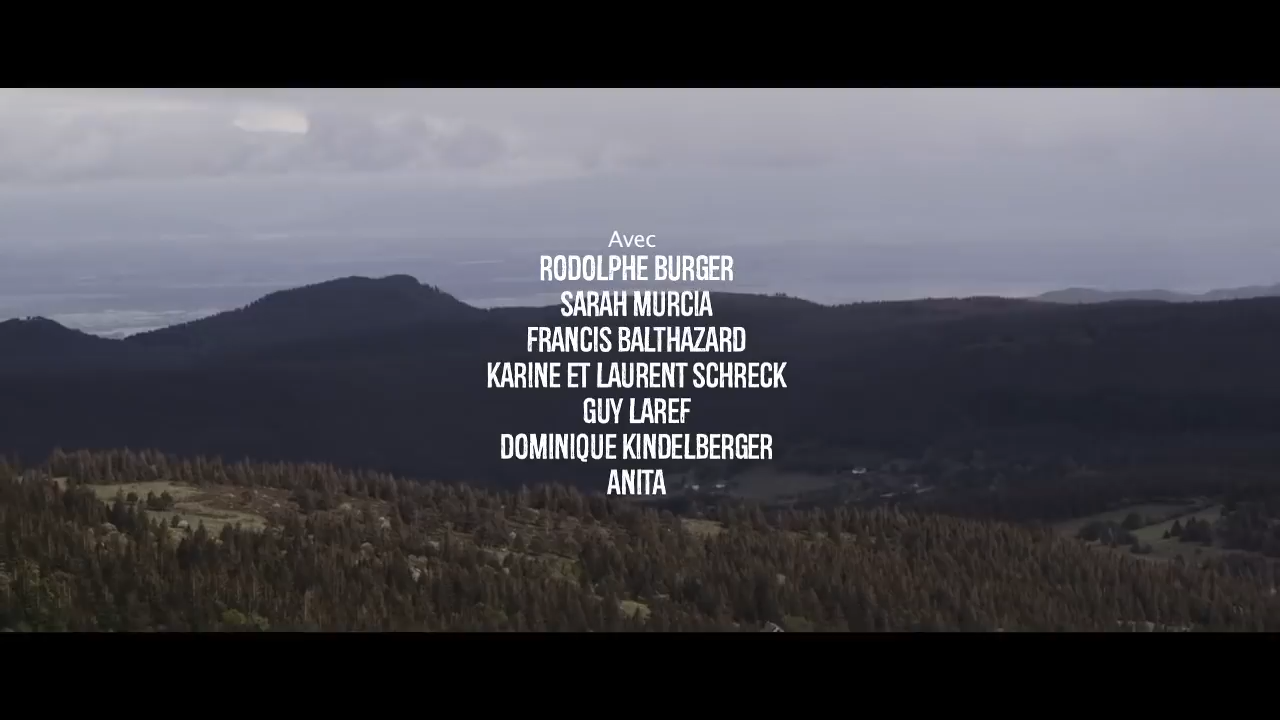 Avec
RODOLPHE BURGER
SARAH MURCIA
FRANCIS BALTHAZARD
KARINE ET LAURENT SCHRECK
GUY LAREF
DOMINIQUE KINDELBERGER
ANITA